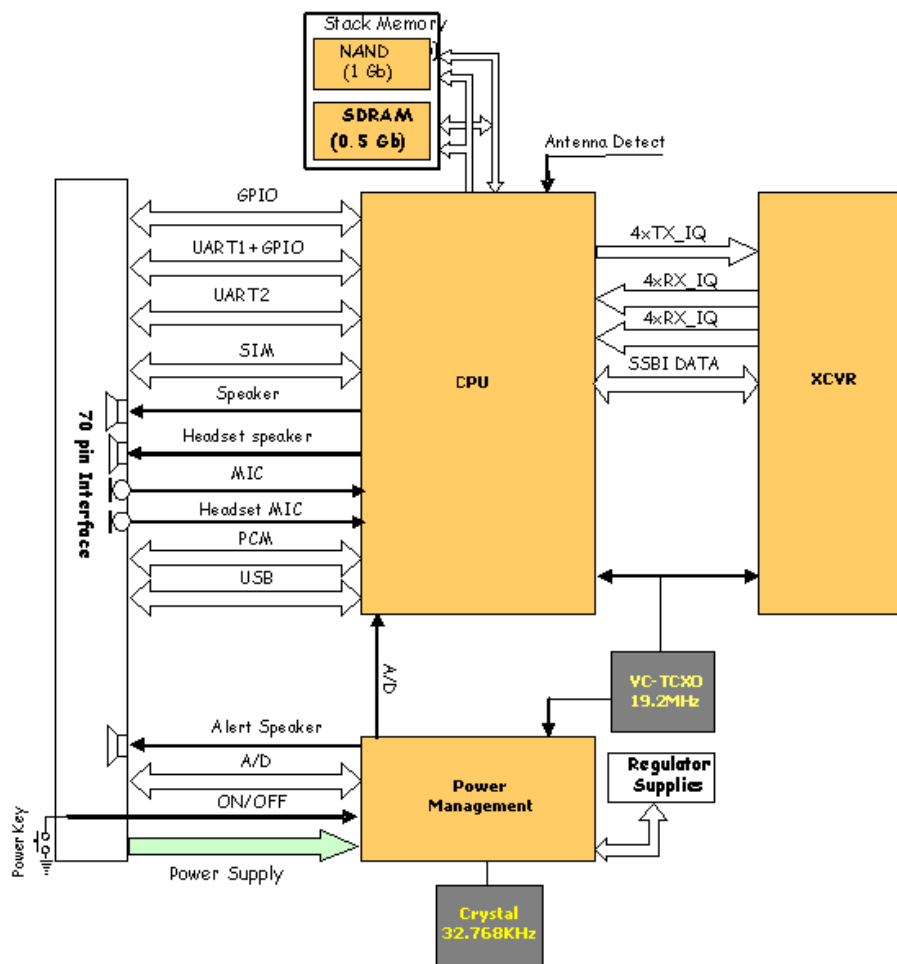 Stack Memory
NAND
(1 Gb)
SDRAM
(0.5 Gb)
Antenna Detect
GPIO
UART1+GPIO
UART2
SIM
Speaker
Headset speaker
MIC
Headset MIC
PCM
USB
70 pin Interface
CPU
4xTX_IQ
4xRX_IQ
4xRX_IQ
SSBI DATA
XCVR
A/D
VC-TCXO
19.2MHz
Alert Speaker
A/D
ON/OFF
Power Key
Power Supply
Power
Management
Regulator
Supplies
Crystal
32.768KHz